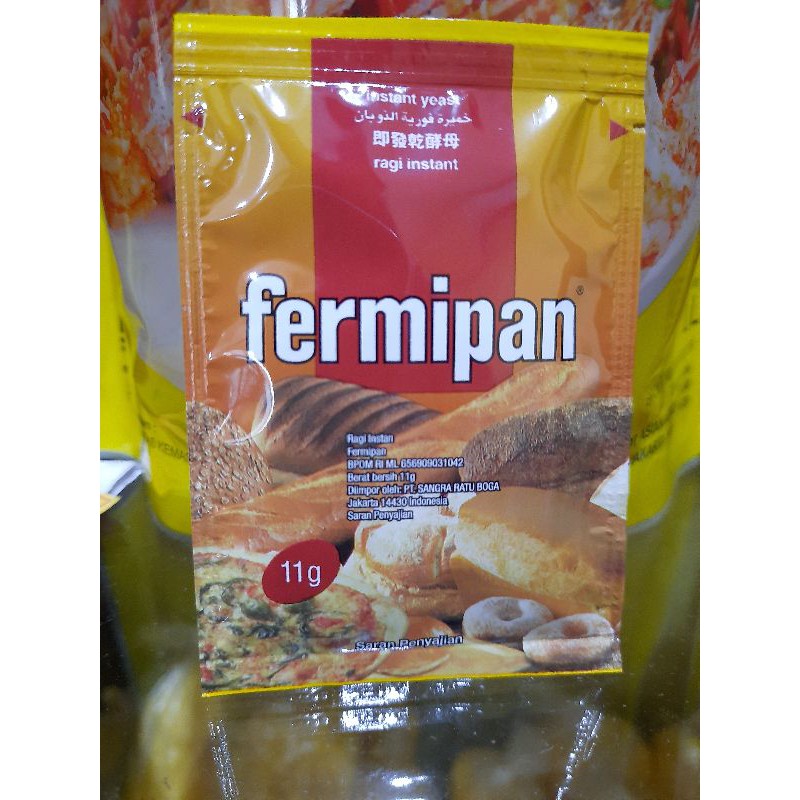 instant yeast
خميرة فورية الذوبان
即發乾酵母
ragi instant
fermipan®
Ragi Instan
Fermipan
BPOM RI ML 656909031042
Berat bersih 11g
Diimpor oleh: PT. SANGRA RATU BOGA
Jakarta 14430 Indonesia
Saran Penyajian
11g
Saran Penyajian